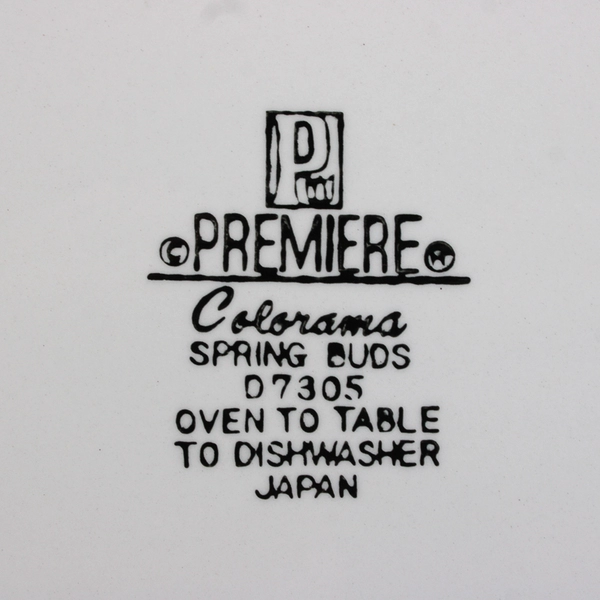 P
© PREMIERE ®
Colorama
SPRING BUDS
D7305
OVEN TO TABLE
TO DISHWASHER
JAPAN